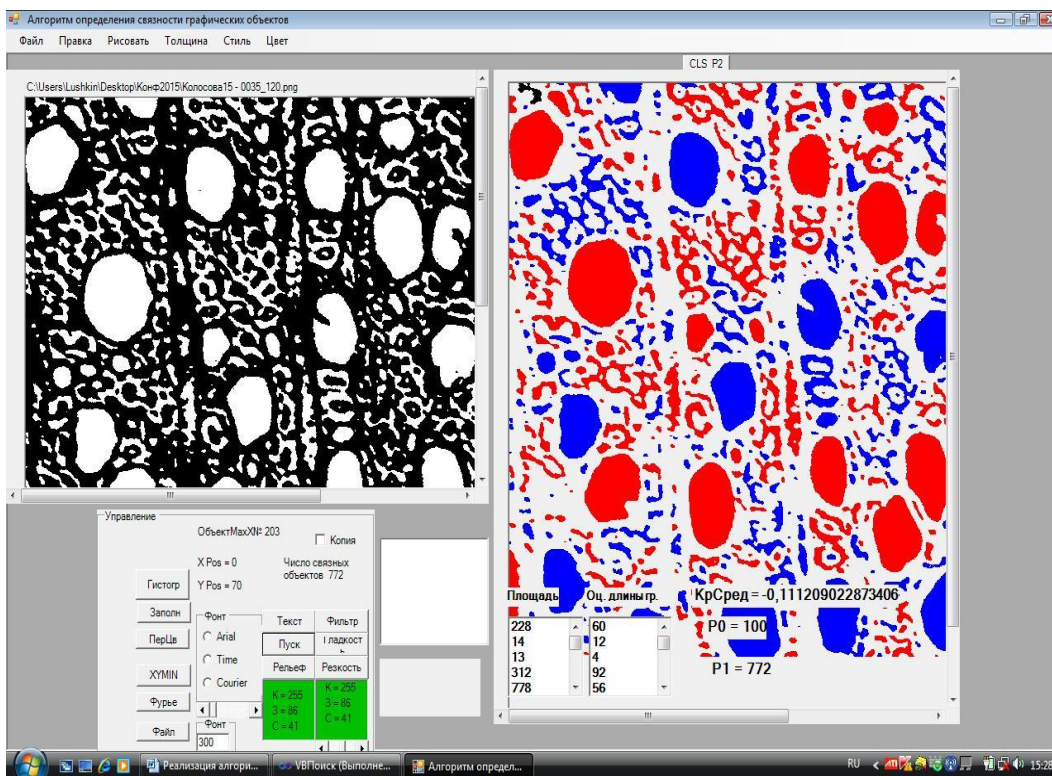 Алгоритм определения связности графических объектов
Файл Правка Рисовать Толщина Стиль Цвет
CLS P2
C:\Users\Lushkin\Desktop\Конф2015\Колосова15 - 0035_120.png
Управление
ОбъектMaxX№ 203
Копия
X Pos = 0
Y Pos = 70
Число связных
объектов 772
Гистогр
Заполн
ПерЦв
XYMIN
Фурье
Файл
Фонт
Arial
Time
Courier
Фонт
300
Текст Фильтр
Пуск Гладкост
ь
Рельеф Резкость
К = 255
З = 86
С = 41
К = 255
З = 86
С = 41
Площадь
228
14
13
312
778
Оц. длины гр.
60
12
4
92
56
КрСред = -0,111209022873406
P0 = 100
P1 = 772
Реализация алгори...
VBПоиск (Выполне...
Алгоритм определ...
RU
15:28